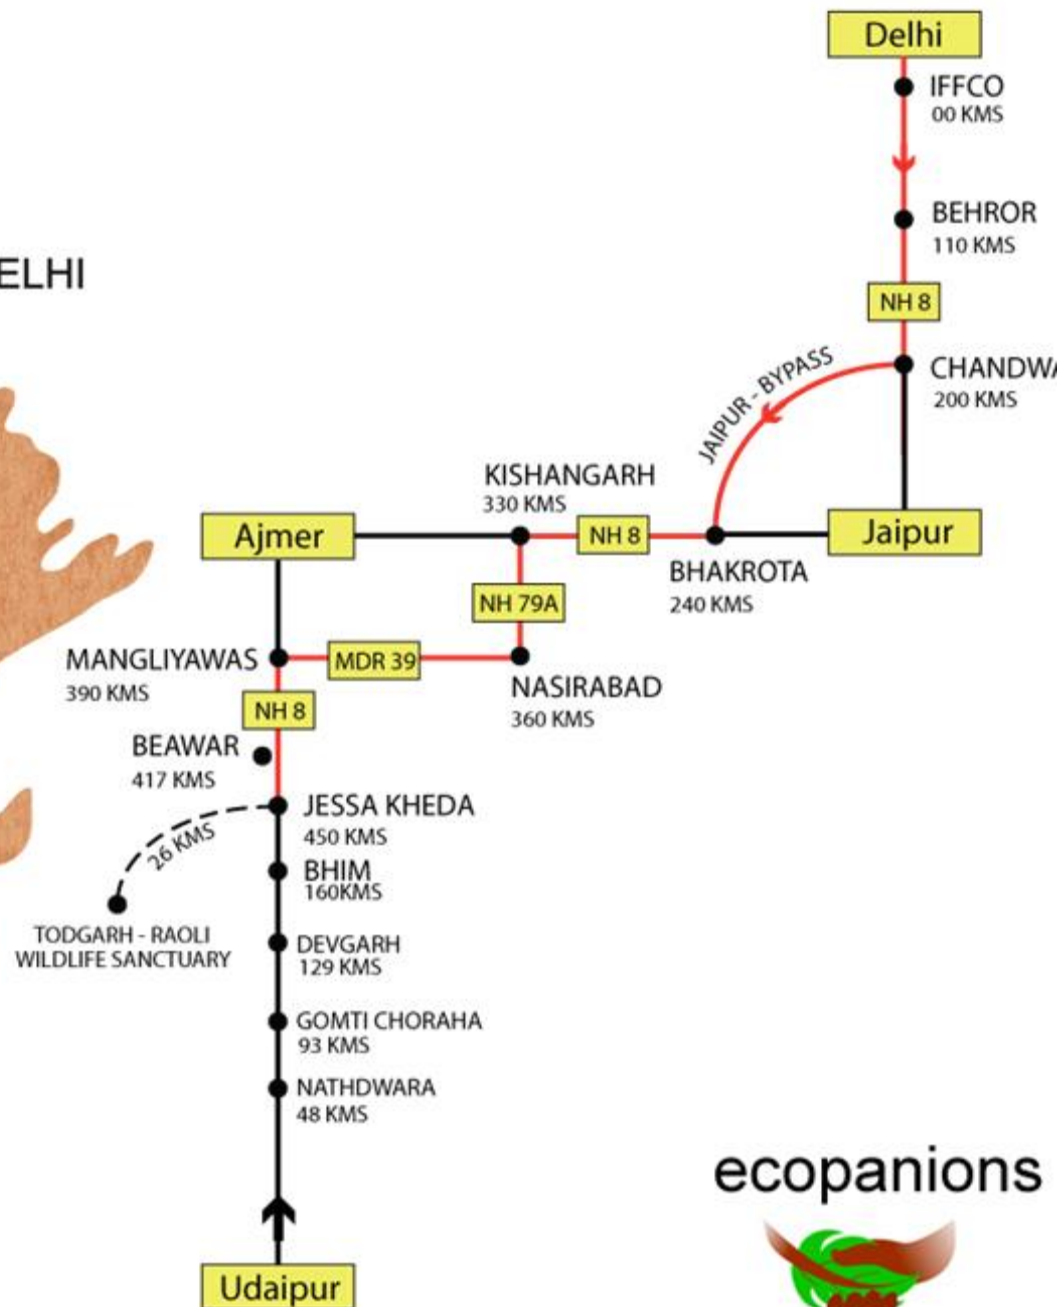 Delhi
IFFCO
00 KMS
BEHROR
110 KMS
ELHI
NH 8
CHANDWA
200 KMS
JAIPUR - BYPASS
KISHANGARH
330 KMS
Ajmer
NH 8
Jaipur
BHAKROTA
240 KMS
NH 79A
MANGLIYAWAS
390 KMS
MDR 39
NASIRABAD
360 KMS
NH 8
BEAWAR
417 KMS
JESSA KHEDA
450 KMS
26 KMS
BHIM
160KMS
TODGARH - RAOLI
WILDLIFE SANCTUARY
DEVGARH
129 KMS
GOMTI CHORAHA
93 KMS
NATHDWARA
48 KMS
ecopanions
Udaipur